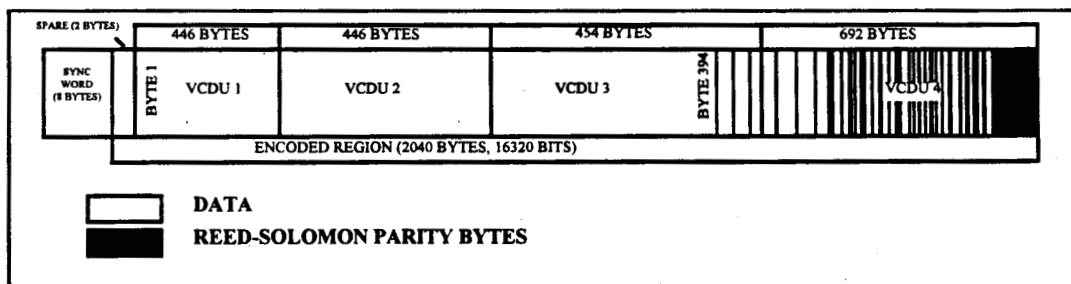 SPARE (2 BYTES)
446 BYTES
446 BYTES
454 BYTES
692 BYTES
SYNC
WORD
(8 BYTES)
BYTE 1
VCDU 1
VCDU 2
VCDU 3
BYTE 394
VCDU 4
ENCODED REGION (2040 BYTES, 16320 BITS)
DATA
REED-SOLOMON PARITY BYTES